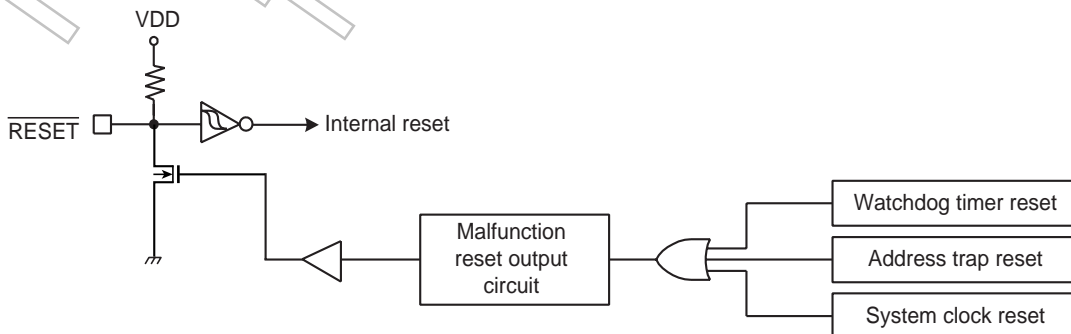 VDD
RESET
Internal reset
Malfunction
reset output
circuit
Watchdog timer reset
Address trap reset
System clock reset